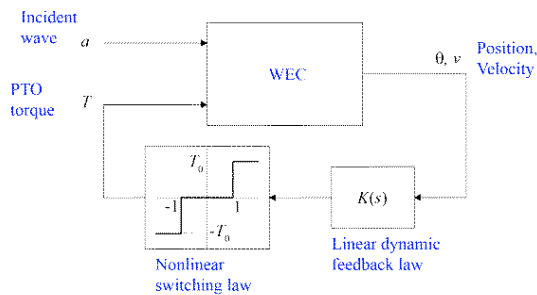 Incident
wave
a
PTO
torque
T
WEC
θ, v
Position,
Velocity
T0
-1
1
-T0
K(s)
Nonlinear
switching law
Linear dynamic
feedback law